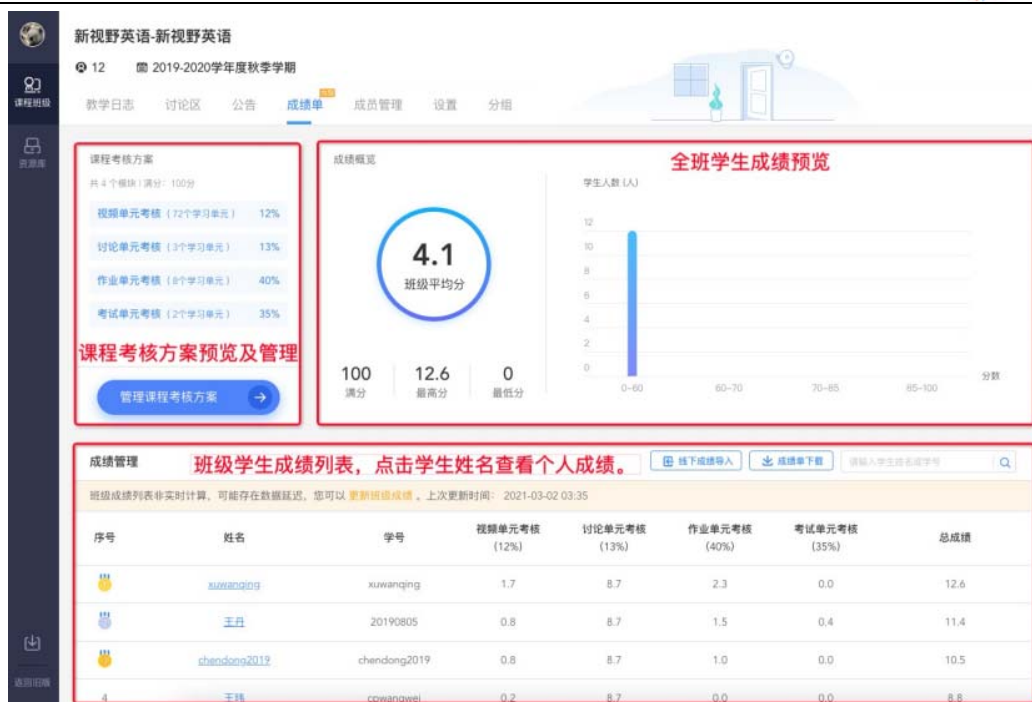 新视野英语-新视野英语
12 2019-2020学年度秋季学期
课程班级
教学日志 讨论区 公告 成绩单 成员管理 设置 分组
资源库
课程考核方案
共 4 个模块 | 满分：100分
视频单元考核（72个学习单元） 12%
讨论单元考核（3个学习单元） 13%
作业单元考核（8个学习单元） 40%
考试单元考核（2个学习单元） 35%
课程考核方案预览及管理
管理课程考核方案
成绩概览
4.1
班级平均分
100 12.6 0
满分 最高分 最低分
全班学生成绩预览
学生人数 (人)
12
10
8
6
4
2
0
0-60 60-70 70-85 85-100
分数
成绩管理
班级学生成绩列表，点击学生姓名查看个人成绩。
线下成绩导入 成绩单下载 请输入学生姓名或学号
班级成绩列表非实时计算，可能存在数据延迟，您可以 更新班级成绩 。上次更新时间： 2021-03-02 03:35
序号 姓名 学号 视频单元考核 (12%) 讨论单元考核 (13%) 作业单元考核 (40%) 考试单元考核 (35%) 总成绩
xuwanqing xuwanqing 1.7 8.7 2.3 0.0 12.6
王丹 20190805 0.8 8.7 1.5 0.4 11.4
chendong2019 chendong2019 0.8 8.7 1.0 0.0 10.5
4 王玮 cpwangwei 0.2 8.7 0.0 0.0 8.8
返回旧版